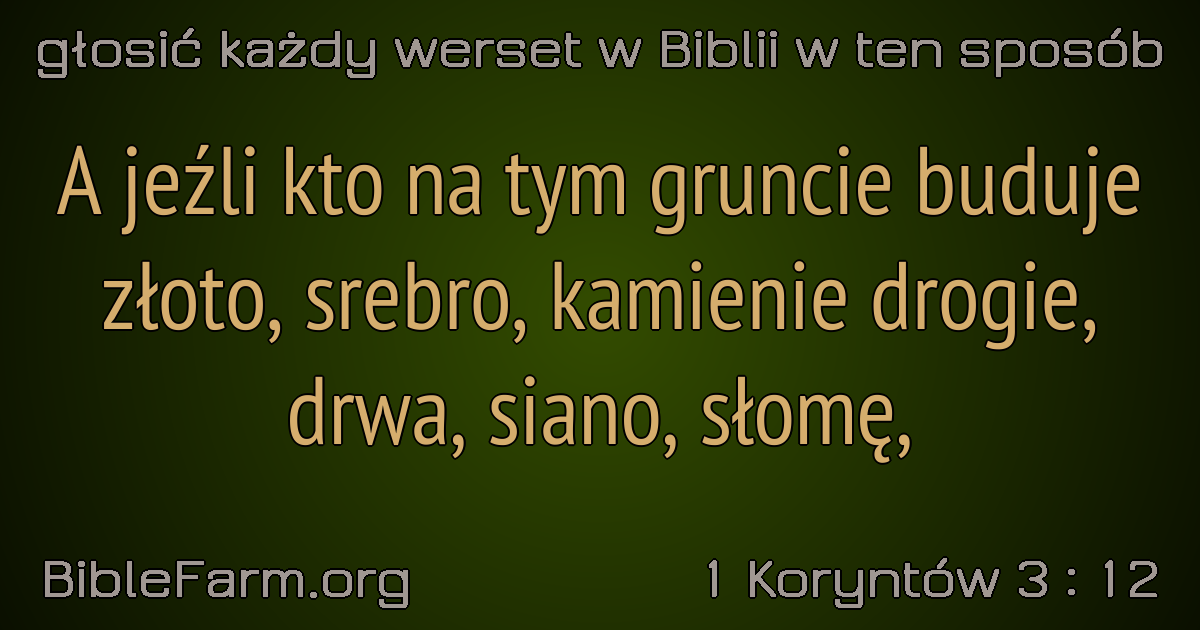 głosić każdy werset w Biblii w ten sposób
A jeźli kto na tym gruncie buduje
złoto, srebro, kamienie drogie,
drwa, siano, słomę,
BibleFarm.org
1 Koryntów 3 : 12